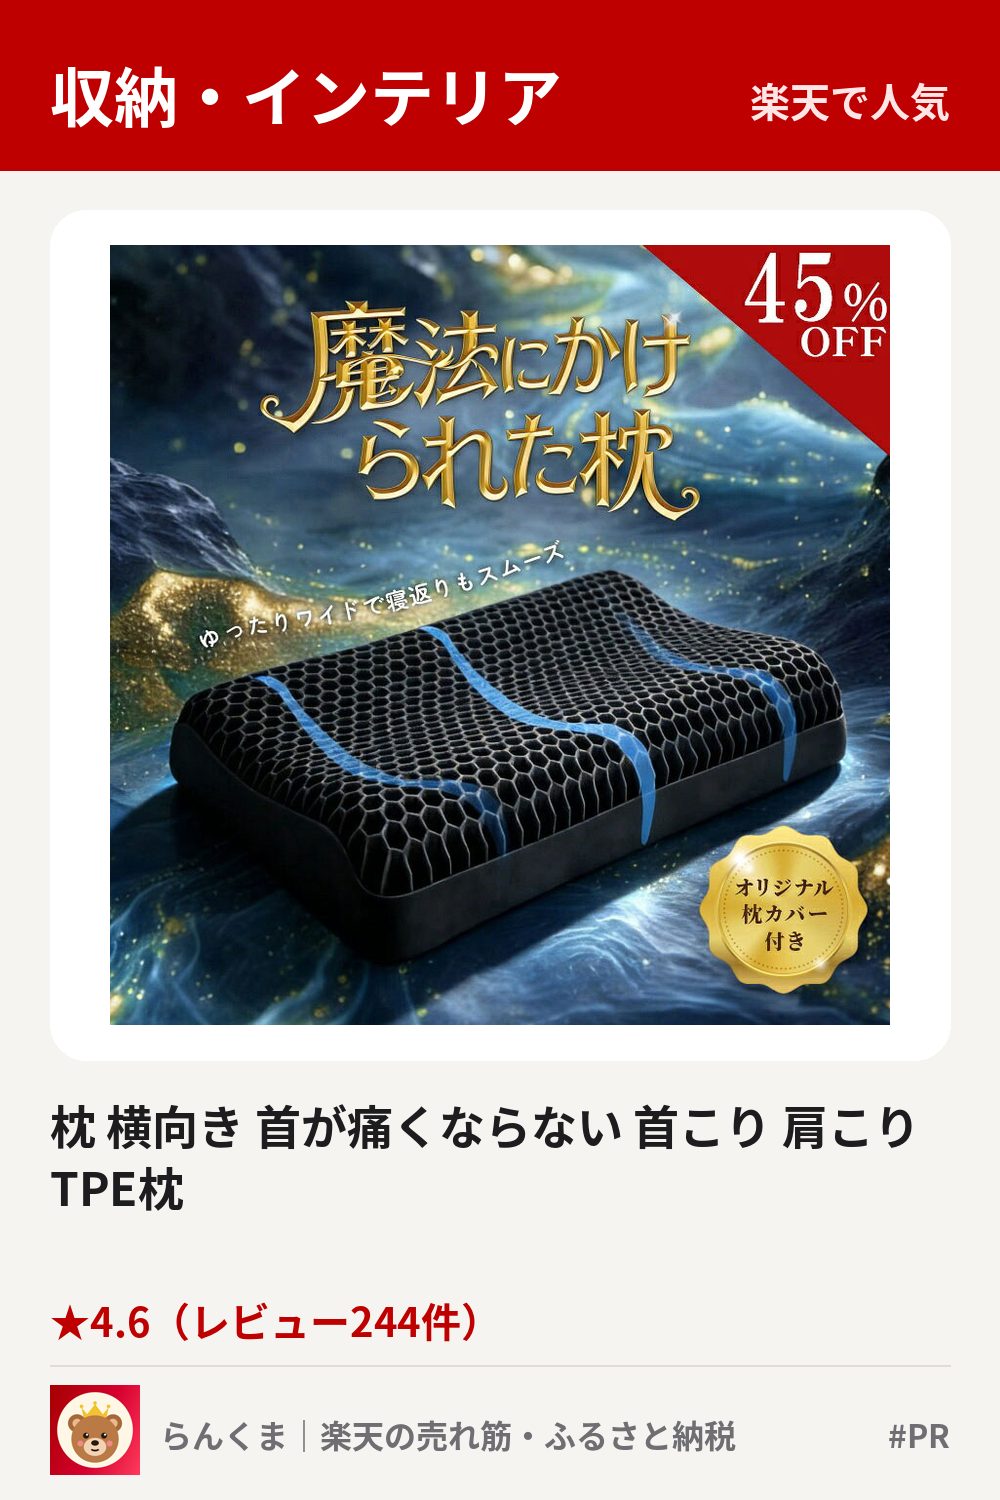 収納・インテリア
楽天で人気
45%
OFF
魔法にかけ
られた枕
ゆったりワイドで寝返りもスムーズ
オリジナル
枕カバー
付き
枕 横向き 首が痛くならない 首こり 肩こり
TPE枕
★4.6（レビュー244件）
らんくま｜楽天の売れ筋・ふるさと納税
#PR